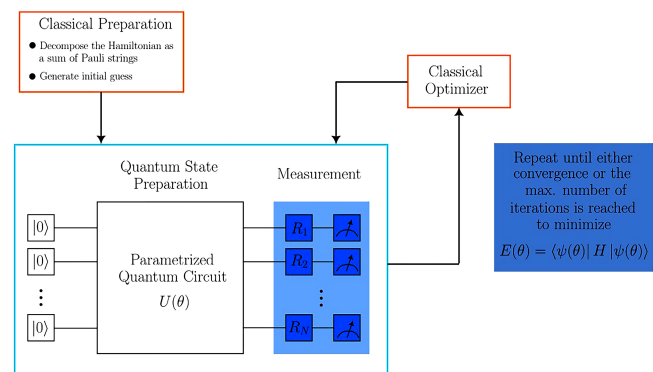 Classical Preparation
● Decompose the Hamiltonian as
a sum of Pauli strings
● Generate initial guess
Classical
Optimizer
Quantum State
Preparation
Measurement
|0⟩
|0⟩
⋮
|0⟩
Parametrized
Quantum Circuit
U(θ)
R₁
R₂
⋮
R_N
Repeat until either
convergence or the
max. number of
iterations is reached
to minimize
E(θ) = ⟨ψ(θ)| H |ψ(θ)⟩